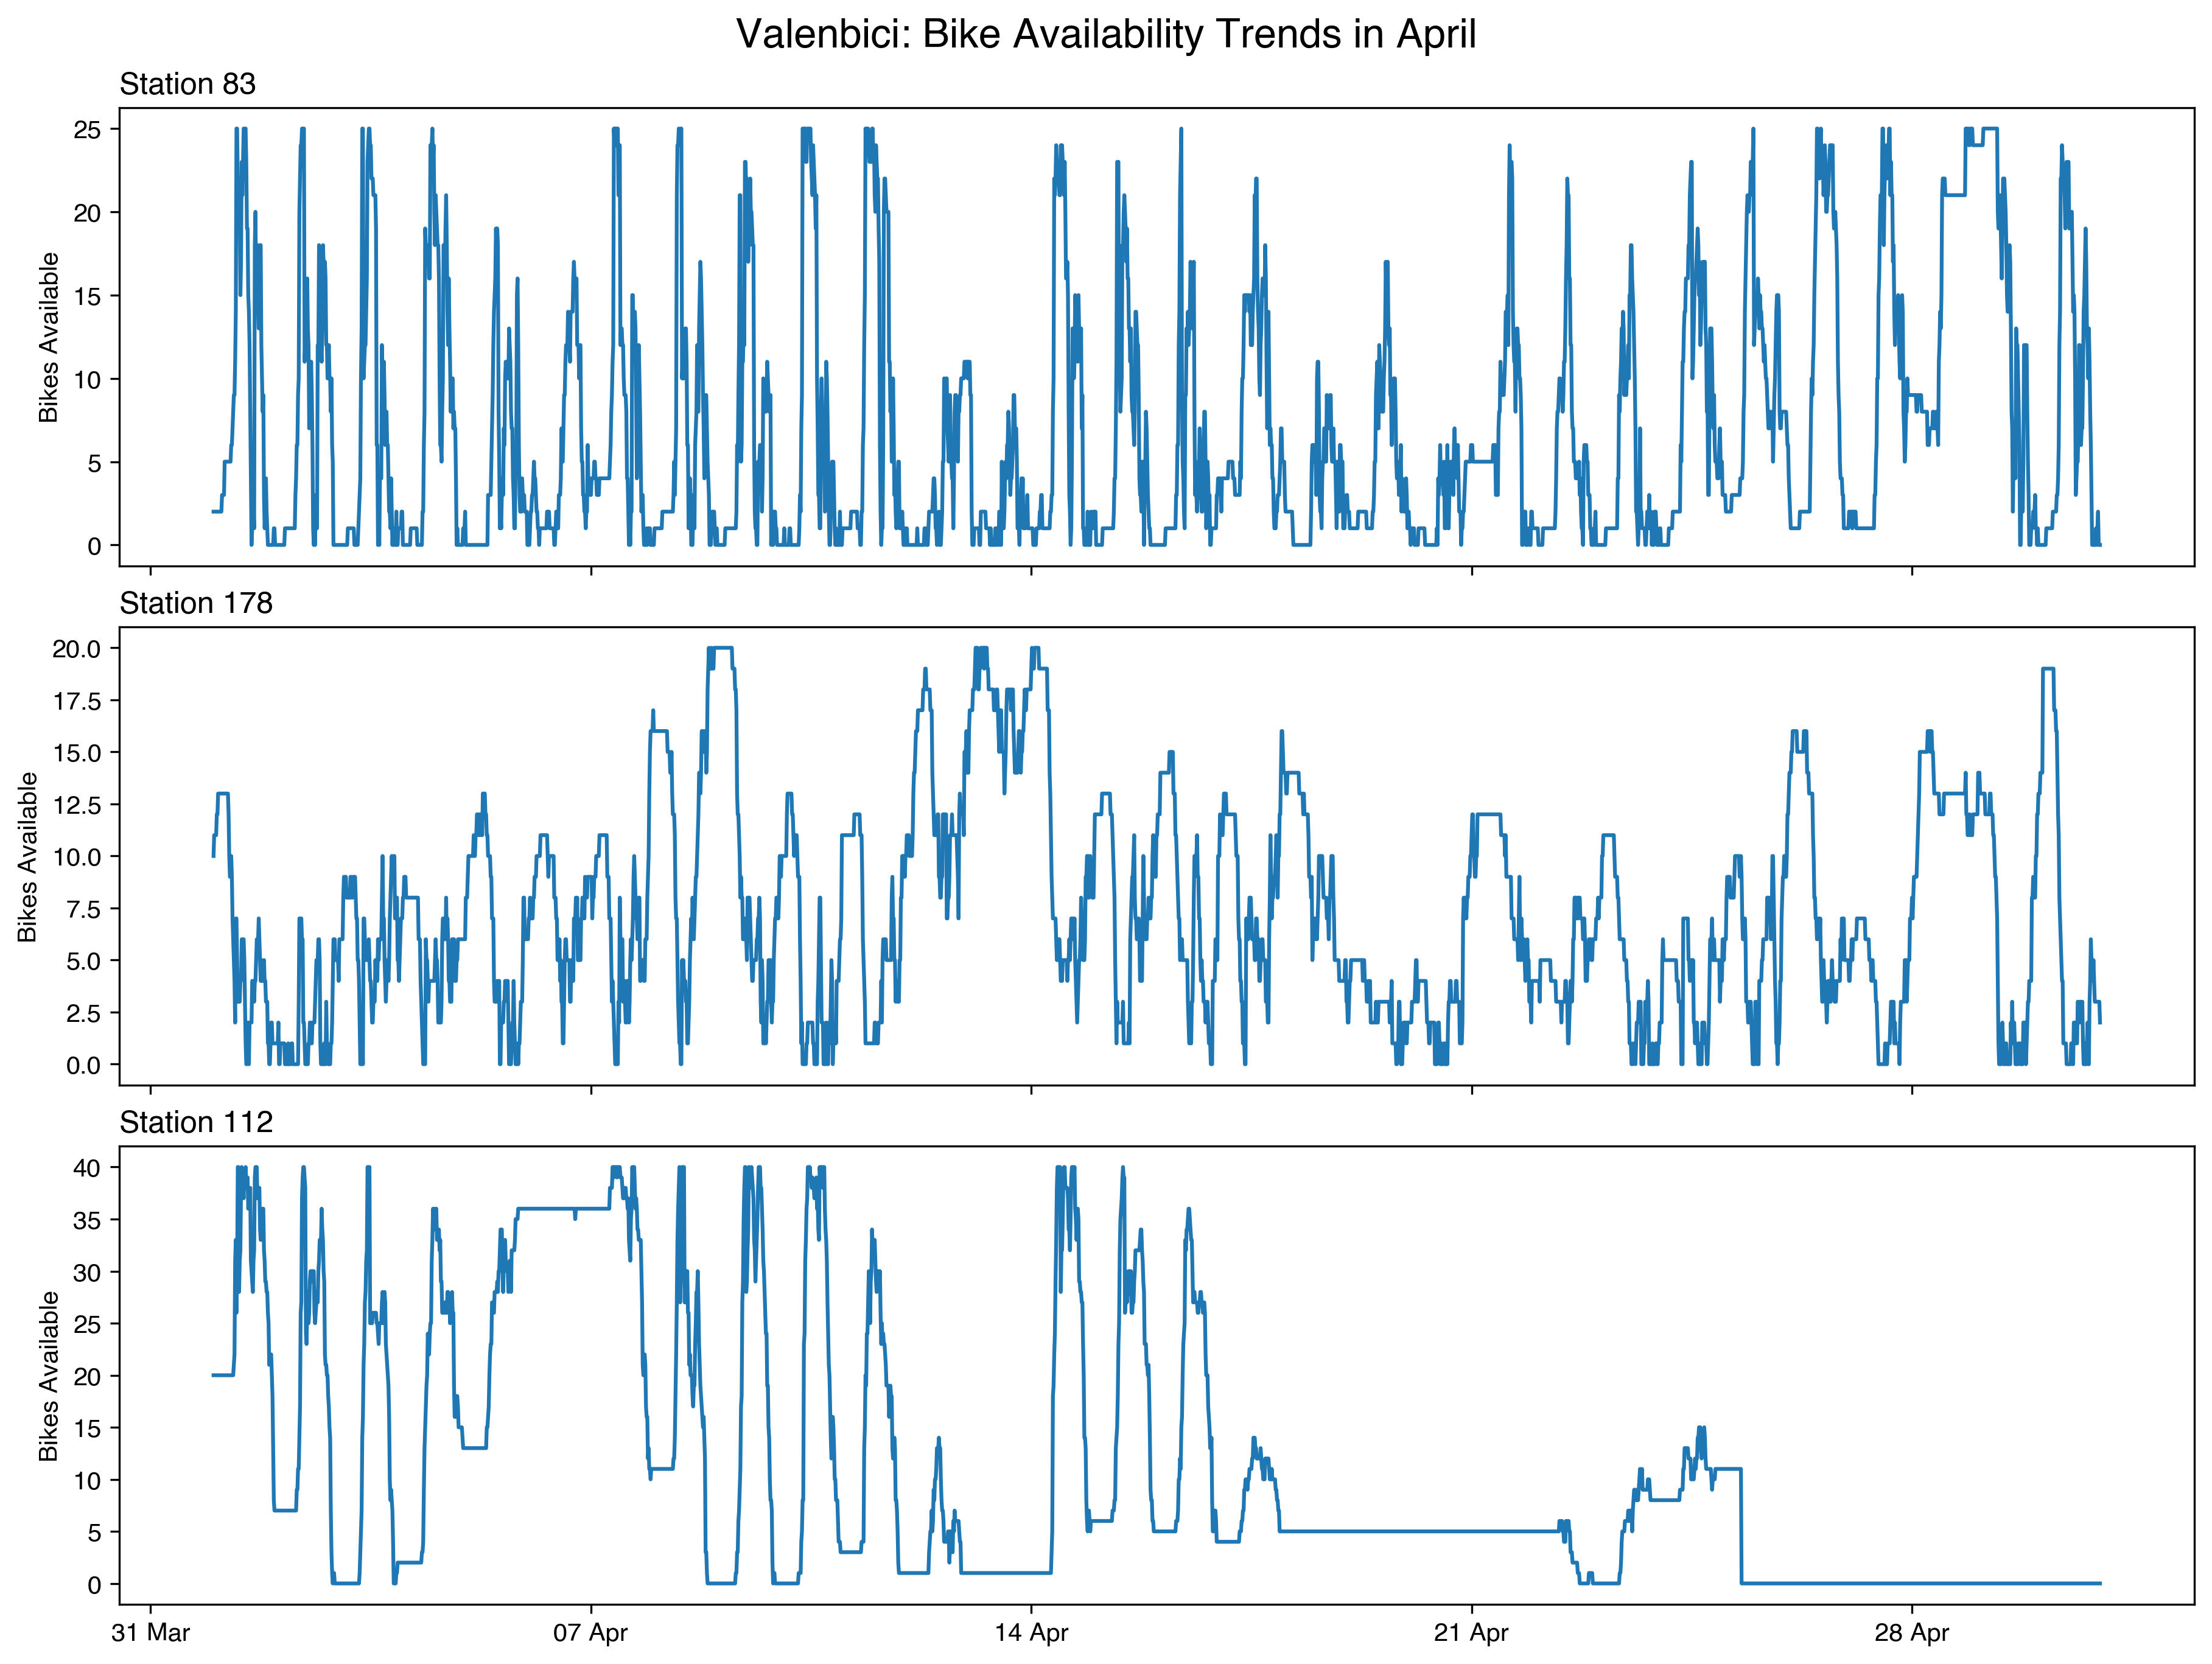 Valenbici: Bike Availability Trends in April
Station 83
Bikes Available
25
20
15
10
5
0
Station 178
Bikes Available
20.0
17.5
15.0
12.5
10.0
7.5
5.0
2.5
0.0
Station 112
Bikes Available
40
35
30
25
20
15
10
5
0
31 Mar
07 Apr
14 Apr
21 Apr
28 Apr